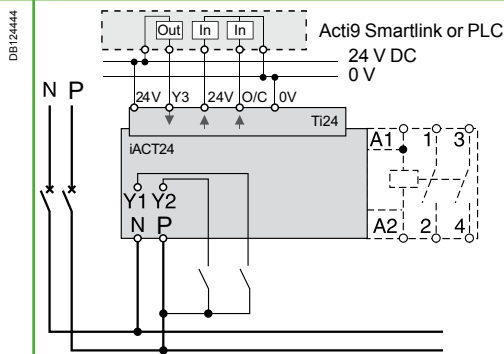 DB124444
Out In In Acti9 Smartlink or PLC
24 V DC
0 V
N P
24V Y3 24V O/C 0V
Ti24
iACT24
A1 1 3
Y1 Y2
N P
A2 2 4